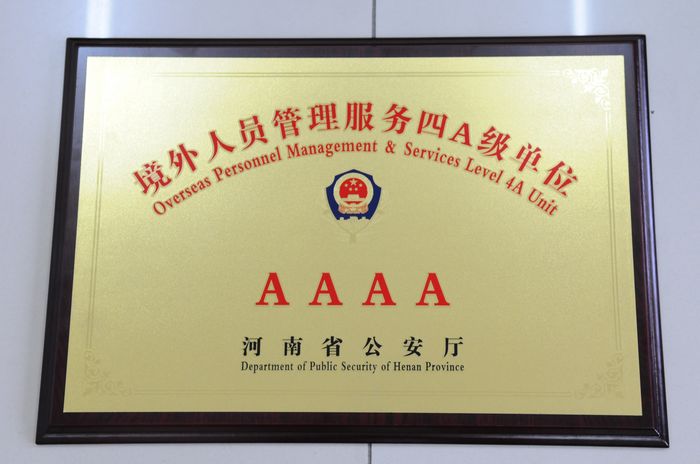 境外人员管理服务四A级单位
Overseas Personnel Management & Services Level 4A Unit
AAAA
河南省公安厅
Department of Public Security of Henan Province